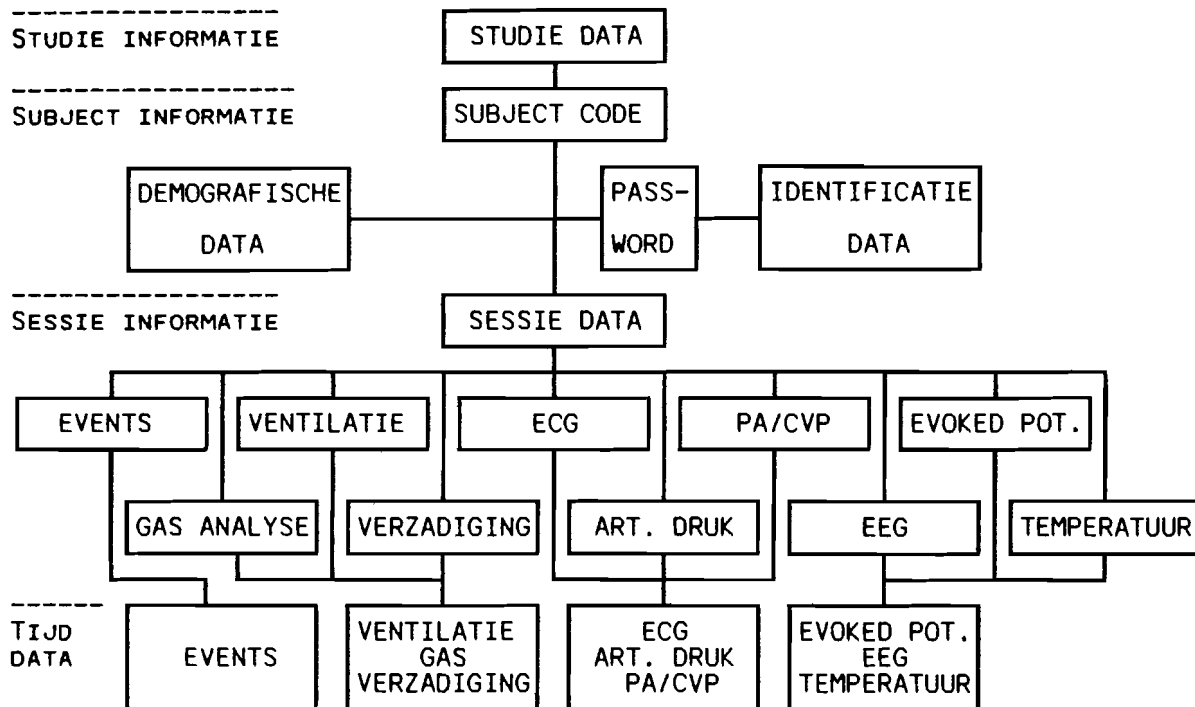 STUDIE INFORMATIE
STUDIE DATA
SUBJECT INFORMATIE
SUBJECT CODE
DEMOGRAFISCHE
DATA
PASS-
WORD
IDENTIFICATIE
DATA
SESSIE INFORMATIE
SESSIE DATA
EVENTS
VENTILATIE
ECG
PA/CVP
EVOKED POT.
GAS ANALYSE
VERZADIGING
ART. DRUK
EEG
TEMPERATUUR
TIJD
DATA
EVENTS
VENTILATIE
GAS
VERZADIGING
ECG
ART. DRUK
PA/CVP
EVOKED POT.
EEG
TEMPERATUUR